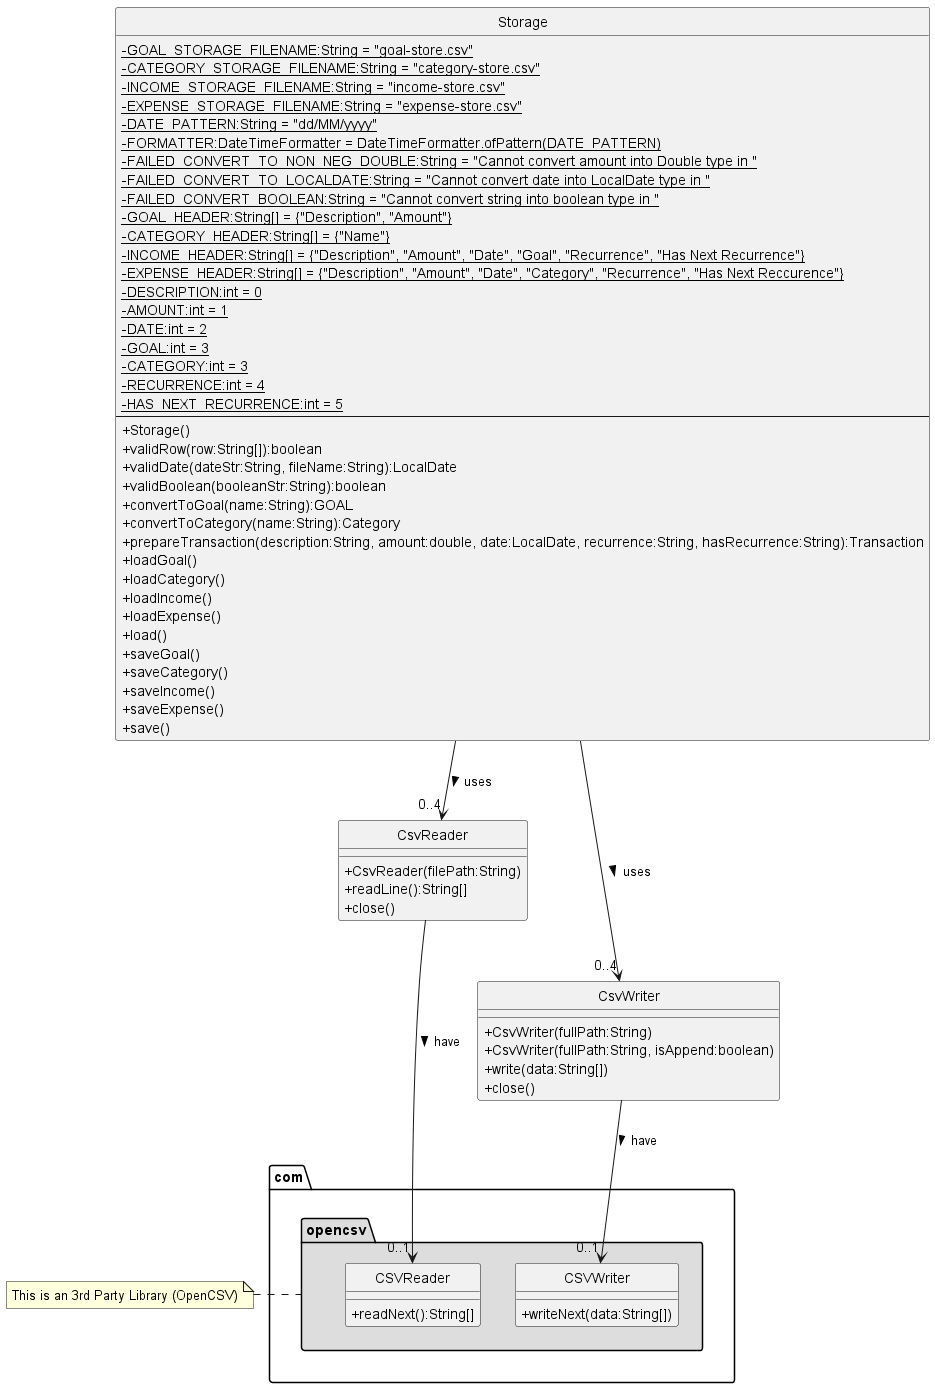 Storage
-GOAL_STORAGE_FILENAME:String = "goal-store.csv"
-CATEGORY_STORAGE_FILENAME:String = "category-store.csv"
-INCOME_STORAGE_FILENAME:String = "income-store.csv"
-EXPENSE_STORAGE_FILENAME:String = "expense-store.csv"
-DATE_PATTERN:String = "dd/MM/yyyy"
-FORMATTER:DateTimeFormatter = DateTimeFormatter.ofPattern(DATE_PATTERN)
-FAILED_CONVERT_TO_NON_NEG_DOUBLE:String = "Cannot convert amount into Double type in "
-FAILED_CONVERT_TO_LOCALDATE:String = "Cannot convert date into LocalDate type in "
-FAILED_CONVERT_BOOLEAN:String = "Cannot convert string into boolean type in "
-GOAL_HEADER:String[] = {"Description", "Amount"}
-CATEGORY_HEADER:String[] = {"Name"}
-INCOME_HEADER:String[] = {"Description", "Amount", "Date", "Goal", "Recurrence", "Has Next Recurrence"}
-EXPENSE_HEADER:String[] = {"Description", "Amount", "Date", "Category", "Recurrence", "Has Next Reccurence"}
-DESCRIPTION:int = 0
-AMOUNT:int = 1
-DATE:int = 2
-GOAL:int = 3
-CATEGORY:int = 3
-RECURRENCE:int = 4
-HAS_NEXT_RECURRENCE:int = 5
+Storage()
+validRow(row:String[]):boolean
+validDate(dateStr:String, fileName:String):LocalDate
+validBoolean(booleanStr:String):boolean
+convertToGoal(name:String):GOAL
+convertToCategory(name:String):Category
+prepareTransaction(description:String, amount:double, date:LocalDate, recurrence:String, hasRecurrence:String):Transaction
+loadGoal()
+loadCategory()
+loadIncome()
+loadExpense()
+load()
+saveGoal()
+saveCategory()
+saveIncome()
+saveExpense()
+save()
uses
0..4
CsvReader
+CsvReader(filePath:String)
+readLine():String[]
+close()
uses
0..4
CsvWriter
+CsvWriter(fullPath:String)
+CsvWriter(fullPath:String, isAppend:boolean)
+write(data:String[])
+close()
have
have
com
opencsv
0..1
0..1
CSVReader
+readNext():String[]
CSVWriter
+writeNext(data:String[])
This is an 3rd Party Library (OpenCSV)